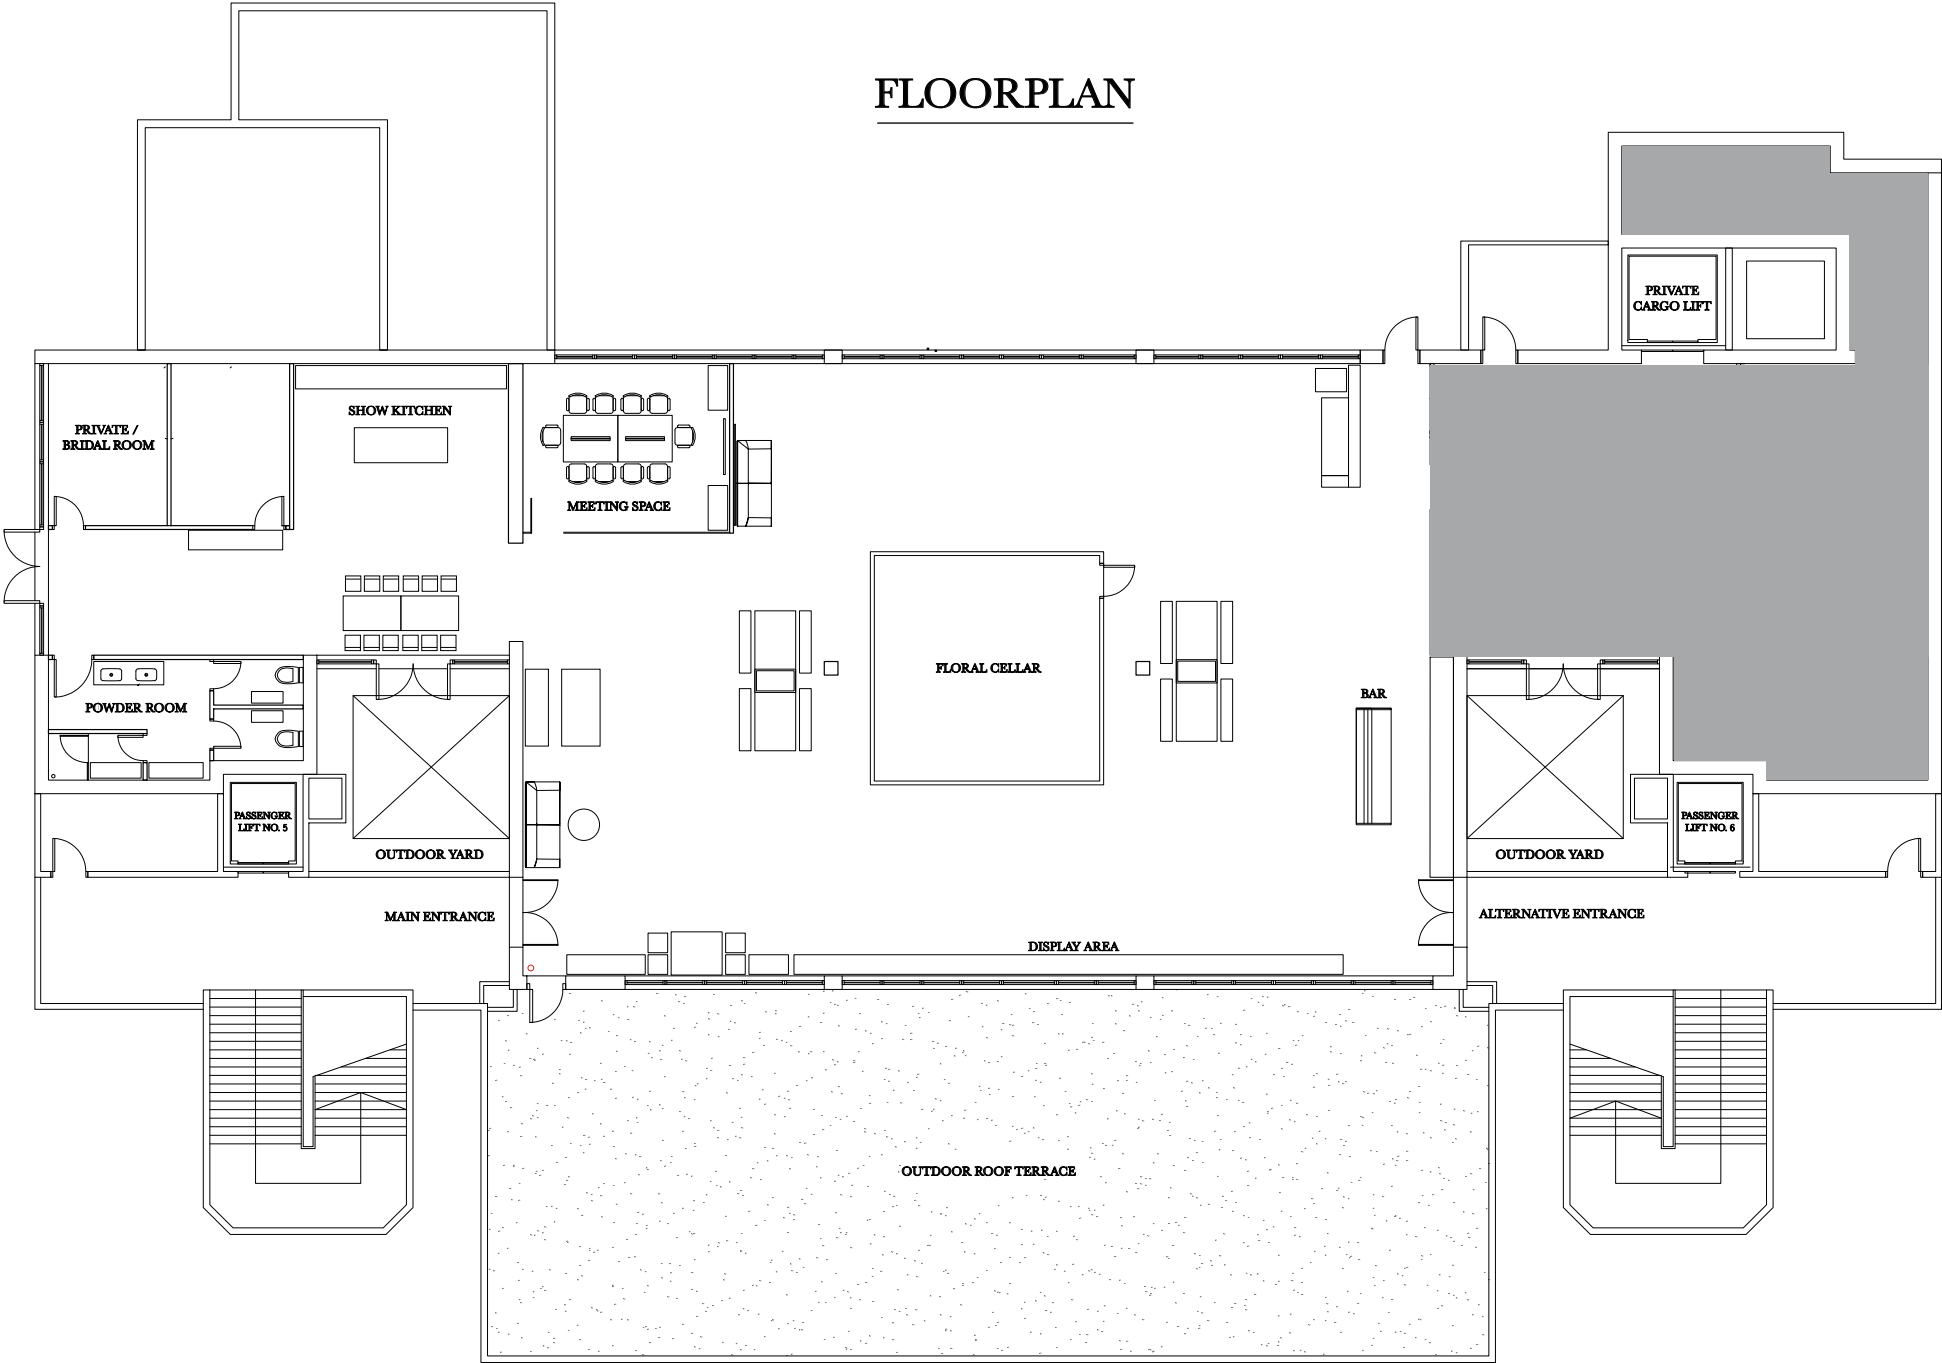 FLOORPLAN
PRIVATE
CARGO LIFT
SHOW KITCHEN
PRIVATE /
BRIDAL ROOM
MEETING SPACE
FLORAL CELLAR
BAR
POWDER ROOM
PASSENGER
LIFT NO. 5
PASSENGER
LIFT NO. 6
OUTDOOR YARD
OUTDOOR YARD
MAIN ENTRANCE
ALTERNATIVE ENTRANCE
DISPLAY AREA
OUTDOOR ROOF TERRACE